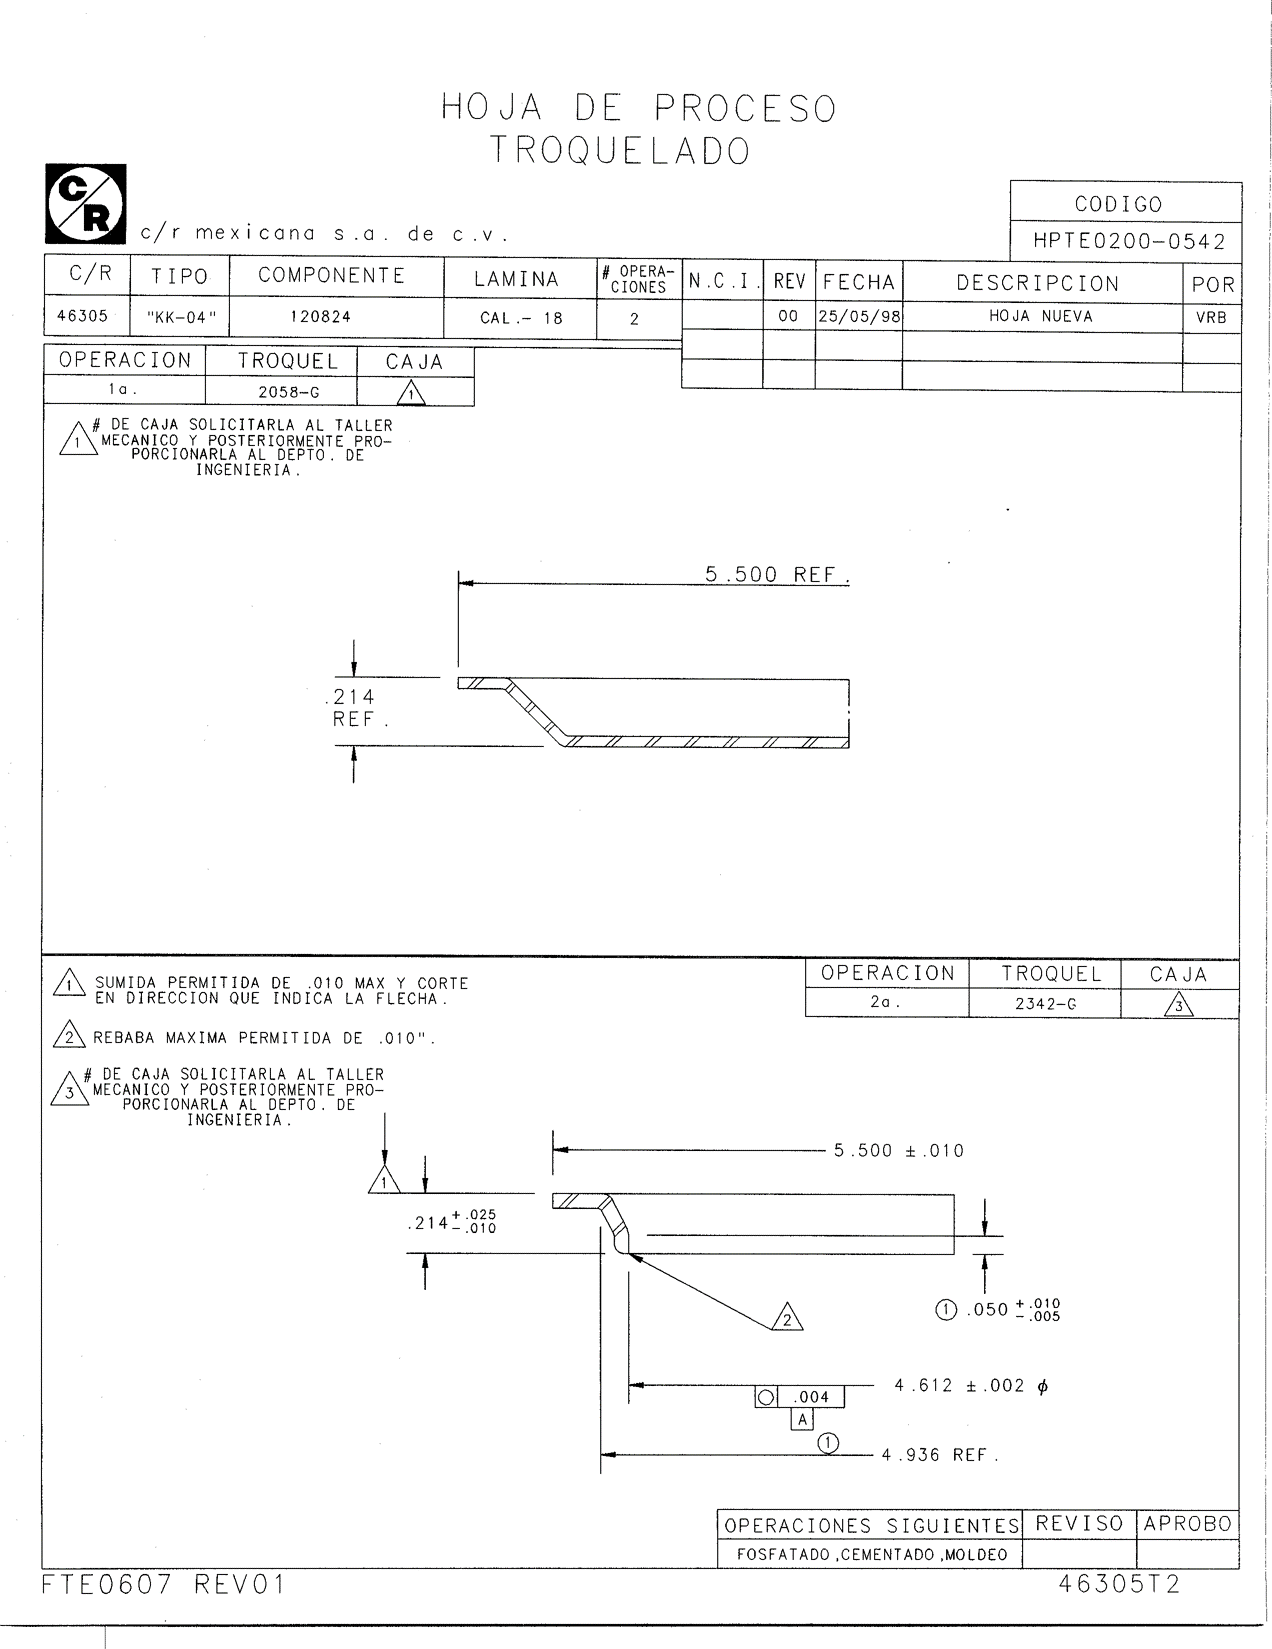 HOJA DE PROCESO
TROQUELADO
C/R
c/r mexicana s.a. de c.v.
CODIGO
HPTE0200-0542
C/R TIPO COMPONENTE LAMINA # OPERA-CIONES N.C.I. REV FECHA DESCRIPCION POR
46305 "KK-04" 120824 CAL.- 18 2 00 25/05/98 HOJA NUEVA VRB
OPERACION TROQUEL CAJA
1a. 2058-G 1
1 # DE CAJA SOLICITARLA AL TALLER
MECANICO Y POSTERIORMENTE PRO-
PORCIONARLA AL DEPTO. DE
INGENIERIA.
5.500 REF.
.214
REF.
1 SUMIDA PERMITIDA DE .010 MAX Y CORTE
EN DIRECCION QUE INDICA LA FLECHA.
2 REBABA MAXIMA PERMITIDA DE .010".
3 # DE CAJA SOLICITARLA AL TALLER
MECANICO Y POSTERIORMENTE PRO-
PORCIONARLA AL DEPTO. DE
INGENIERIA.
OPERACION TROQUEL CAJA
2a. 2342-G 3
5.500 ±.010
1
.214 +.025 -.010
2
1 .050 +.010 -.005
4.612 ±.002 ϕ
○ .004
A
1
4.936 REF.
OPERACIONES SIGUIENTES REVISO APROBO
FOSFATADO,CEMENTADO,MOLDEO
FTE0607 REV01
46305T2